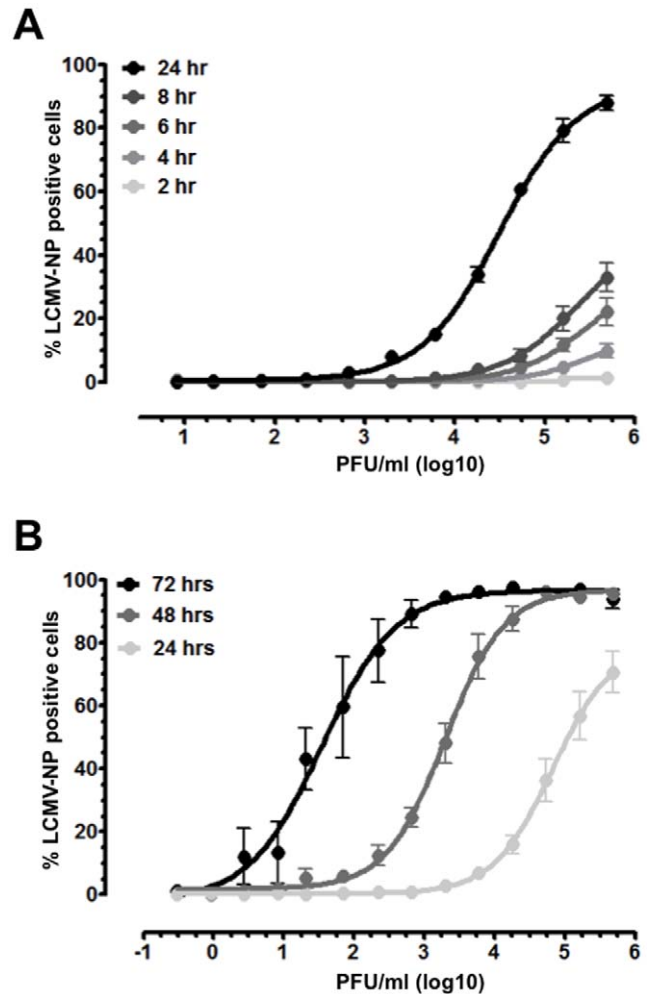 A
100
80
60
40
20
0
% LCMV-NP positive cells
24 hr
8 hr
6 hr
4 hr
2 hr
1 2 3 4 5 6
PFU/ml (log10)
B
100
80
60
40
20
0
% LCMV-NP positive cells
72 hrs
48 hrs
24 hrs
-1 0 1 2 3 4 5 6
PFU/ml (log10)